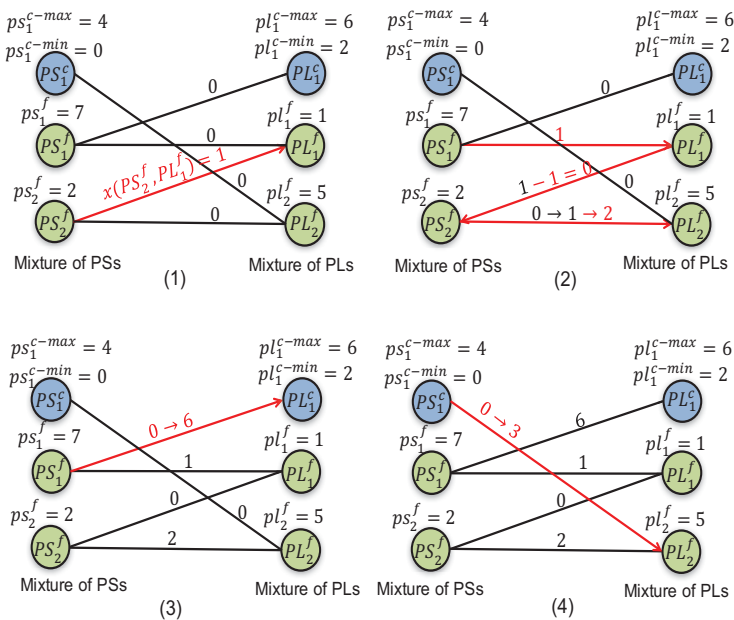 ps_1^{c-max} = 4
ps_1^{c-min} = 0
pl_1^{c-max} = 6
pl_1^{c-min} = 2
PS_1^c
PL_1^c
0
ps_1^f = 7
pl_1^f = 1
PS_1^f
0
PL_1^f
x(PS_2^f, PL_1^f) = 1
ps_2^f = 2
0
pl_2^f = 5
PS_2^f
0
PL_2^f
Mixture of PSs
(1)
Mixture of PLs
ps_1^{c-max} = 4
ps_1^{c-min} = 0
pl_1^{c-max} = 6
pl_1^{c-min} = 2
PS_1^c
PL_1^c
0
ps_1^f = 7
pl_1^f = 1
PS_1^f
1
PL_1^f
1 − 1 = 0
ps_2^f = 2
0
pl_2^f = 5
PS_2^f
0 → 1 → 2
PL_2^f
Mixture of PSs
(2)
Mixture of PLs
ps_1^{c-max} = 4
ps_1^{c-min} = 0
pl_1^{c-max} = 6
pl_1^{c-min} = 2
PS_1^c
PL_1^c
0 → 6
ps_1^f = 7
pl_1^f = 1
PS_1^f
1
PL_1^f
0
ps_2^f = 2
0
pl_2^f = 5
PS_2^f
2
PL_2^f
Mixture of PSs
(3)
Mixture of PLs
ps_1^{c-max} = 4
ps_1^{c-min} = 0
pl_1^{c-max} = 6
pl_1^{c-min} = 2
PS_1^c
0 → 3
PL_1^c
6
ps_1^f = 7
pl_1^f = 1
PS_1^f
1
PL_1^f
0
ps_2^f = 2
pl_2^f = 5
PS_2^f
2
PL_2^f
Mixture of PSs
(4)
Mixture of PLs